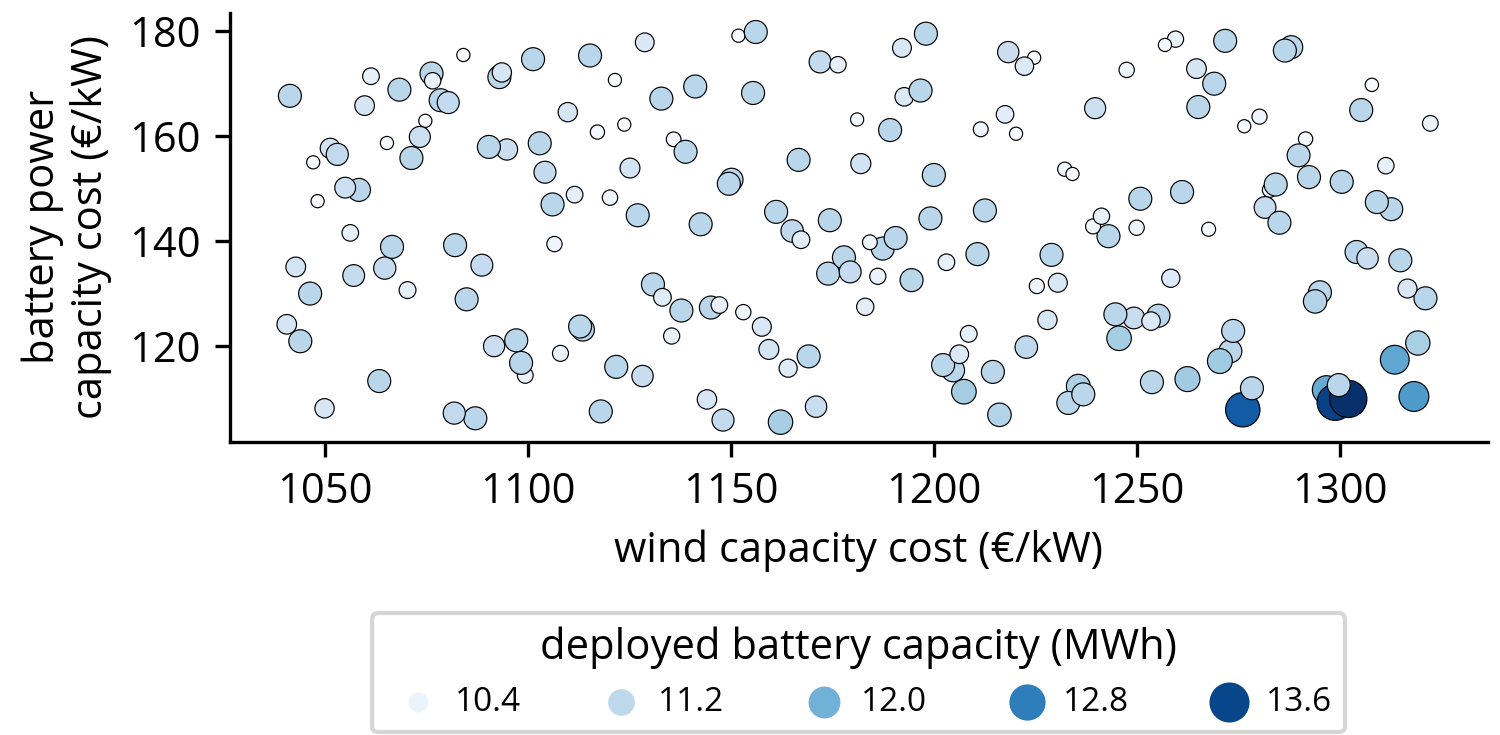 battery power
capacity cost (€/kW)
180
160
140
120
1050 1100 1150 1200 1250 1300
wind capacity cost (€/kW)
deployed battery capacity (MWh)
10.4 11.2 12.0 12.8 13.6